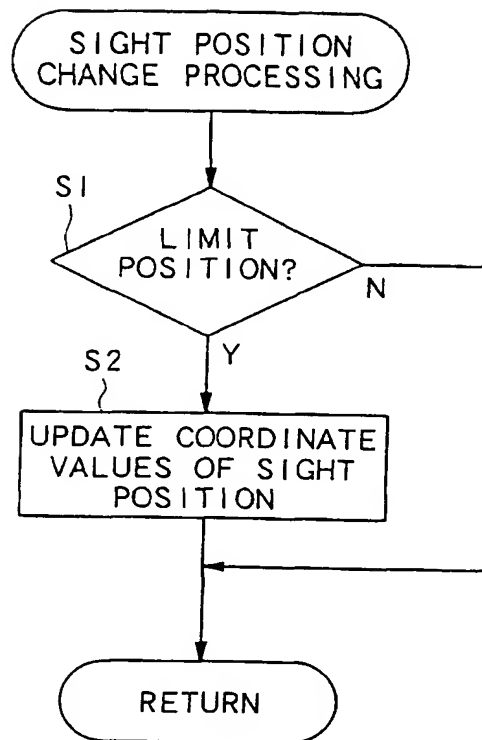 SIGHT POSITION
CHANGE PROCESSING
S1
LIMIT
POSITION?
N
Y
S2
UPDATE COORDINATE
VALUES OF SIGHT
POSITION
RETURN